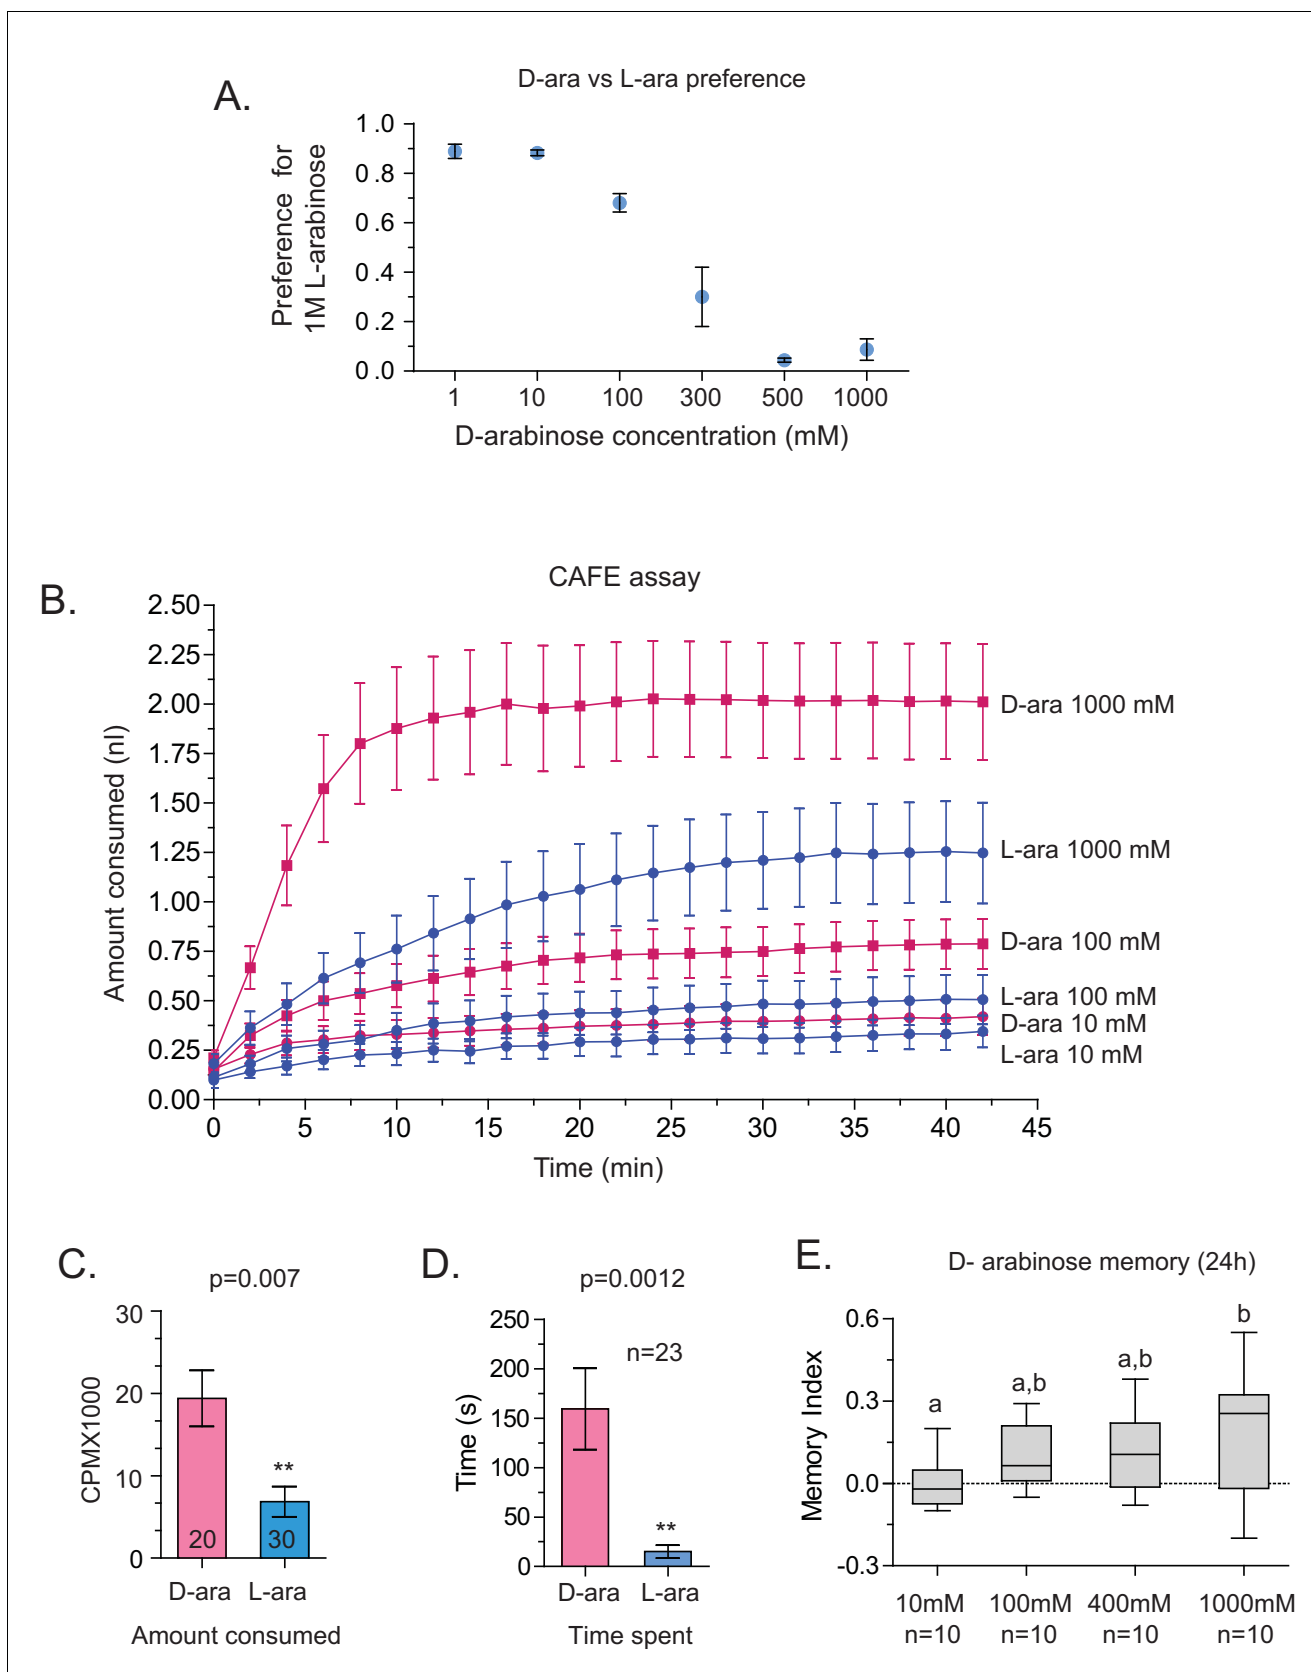 A.
D-ara vs L-ara preference
Preference for
1M L-arabinose
1.0
0.8
0.6
0.4
0.2
0.0
1 10 100 300 500 1000
D-arabinose concentration (mM)
B.
CAFE assay
Amount consumed (nl)
2.50
2.25
2.00
1.75
1.50
1.25
1.00
0.75
0.50
0.25
0.00
D-ara 1000 mM
L-ara 1000 mM
D-ara 100 mM
L-ara 100 mM
D-ara 10 mM
L-ara 10 mM
0 5 10 15 20 25 30 35 40 45
Time (min)
C.
p=0.007
CPMX1000
30
20
10
0
**
20 30
D-ara L-ara
Amount consumed
D.
p=0.0012
n=23
Time (s)
250
200
150
100
50
0
**
D-ara L-ara
Time spent
E.
D- arabinose memory (24h)
Memory Index
0.6
0.3
0.0
-0.3
a a,b a,b b
10mM 100mM 400mM 1000mM
n=10 n=10 n=10 n=10